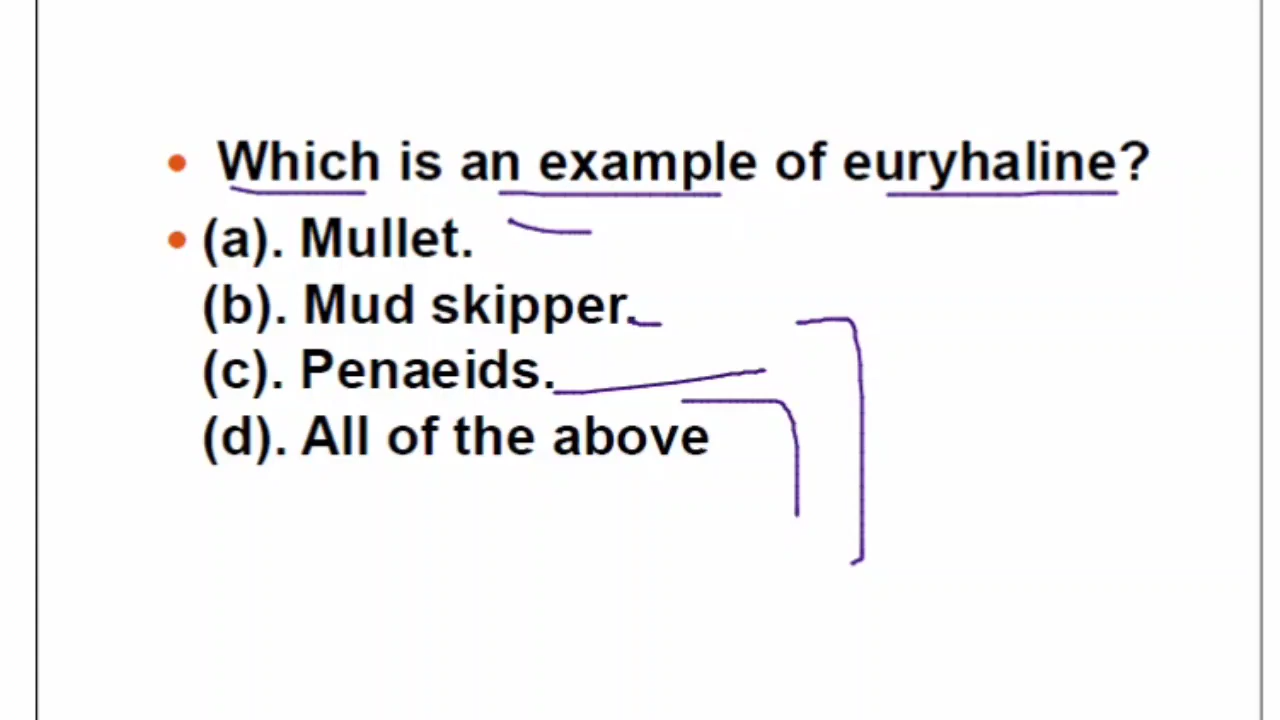 • Which is an example of euryhaline?
• (a). Mullet.
(b). Mud skipper.
(c). Penaeids.
(d). All of the above